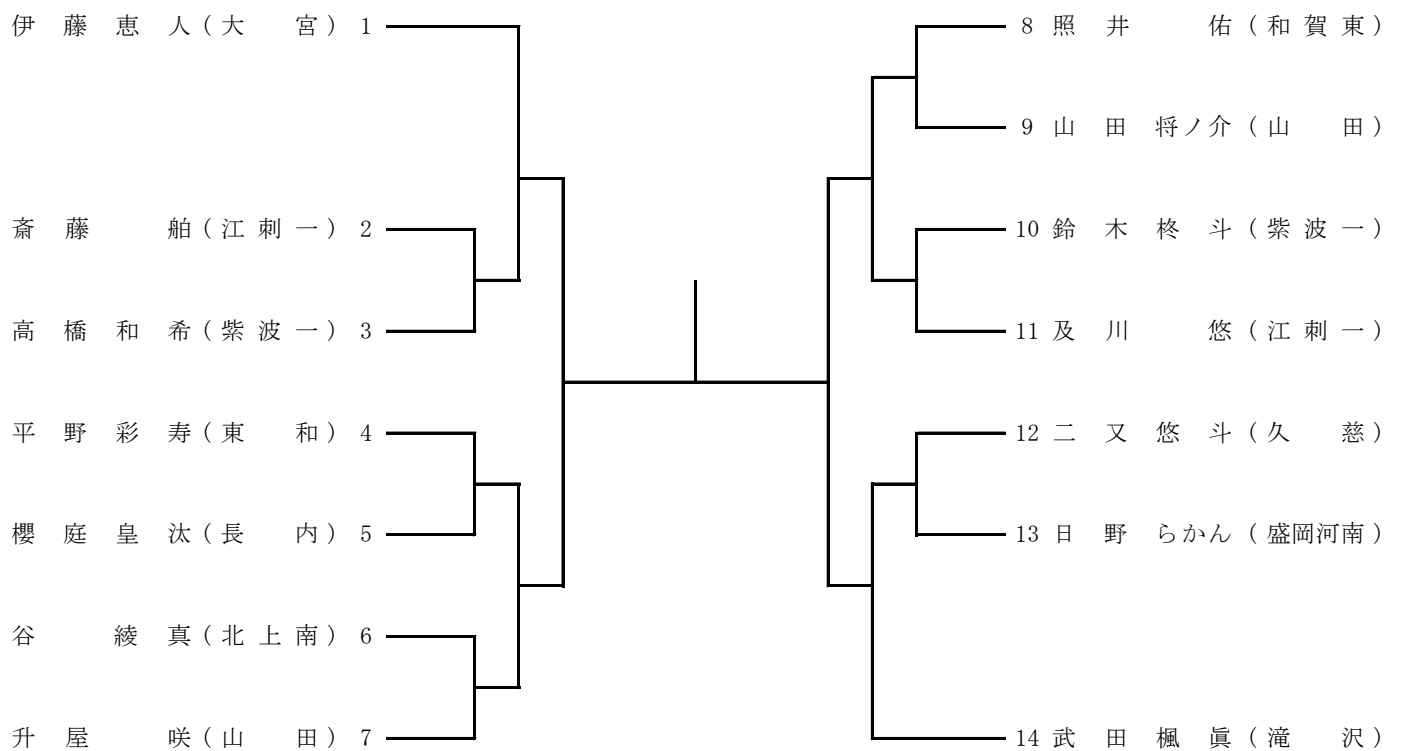 伊藤恵人(大宮) 1
斎藤舶(江刺一) 2
高橋和希(紫波一) 3
平野彩寿(東和) 4
櫻庭皇汰(長内) 5
谷綾真(北上南) 6
升屋咲(山田) 7
8 照井佑(和賀東)
9 山田将ノ介(山田)
10 鈴木柊斗(紫波一)
11 及川悠(江刺一)
12 二又悠斗(久慈)
13 日野らかん(盛岡河南)
14 武田楓眞(滝沢)